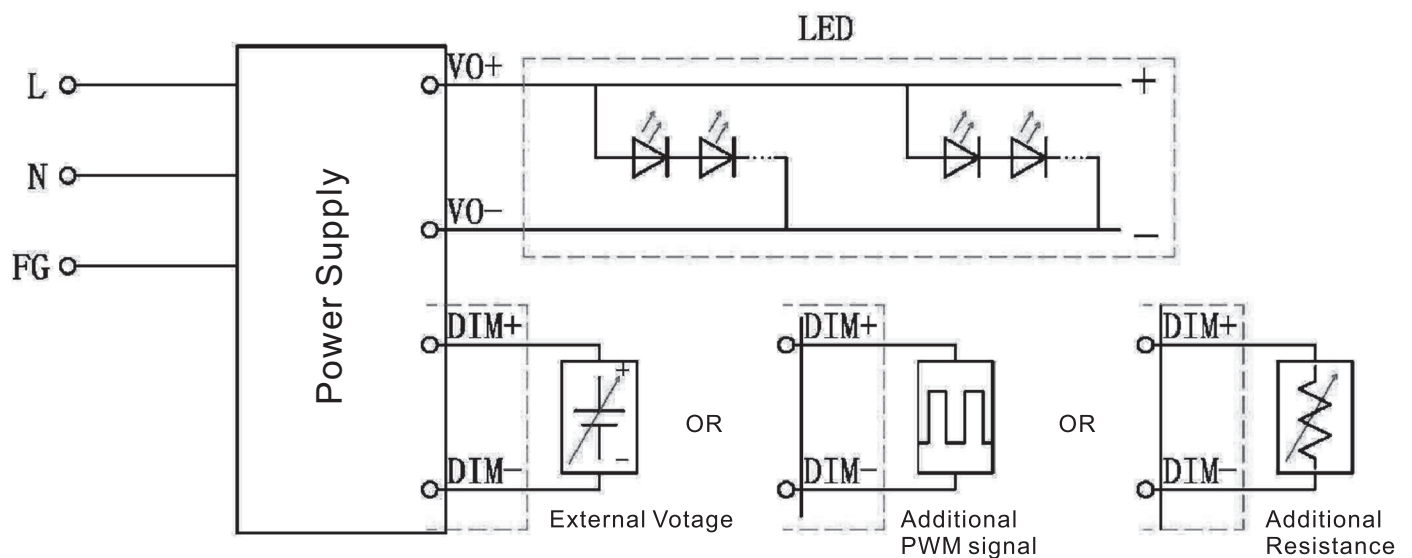 LED
L
VO+
+
N
Power Supply
VO-
-
FG
DIM+
DIM+
DIM+
+
-
OR
OR
DIM-
DIM-
DIM-
External Votage
Additional
PWM signal
Additional
Resistance